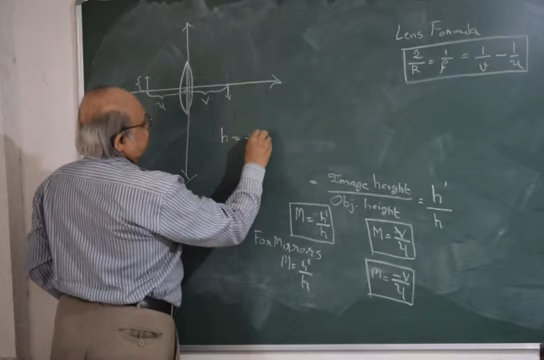 Lens Formula
2/R = 1/f = 1/v - 1/u
u v
h =
= Image height / Obj. height = h' / h
M = h'/h
M = v/u
For Mirrors
M = h'/h
M = -v/u